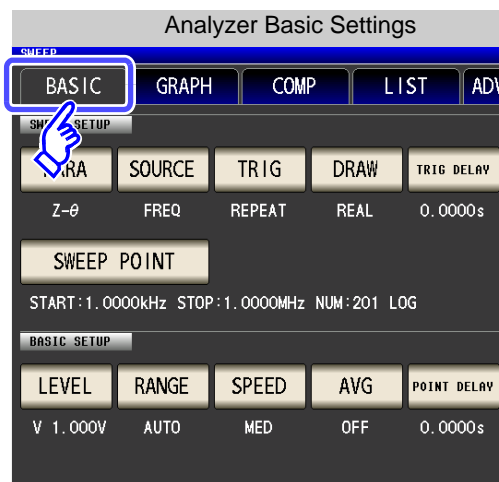 Analyzer Basic Settings
SWEEP
BASIC GRAPH COMP LIST ADV
SWEEP SETUP
PARA SOURCE TRIG DRAW TRIG DELAY
Z-θ FREQ REPEAT REAL 0.0000s
SWEEP POINT
START:1.0000kHz STOP:1.0000MHz NUM:201 LOG
BASIC SETUP
LEVEL RANGE SPEED AVG POINT DELAY
V 1.000V AUTO MED OFF 0.0000s